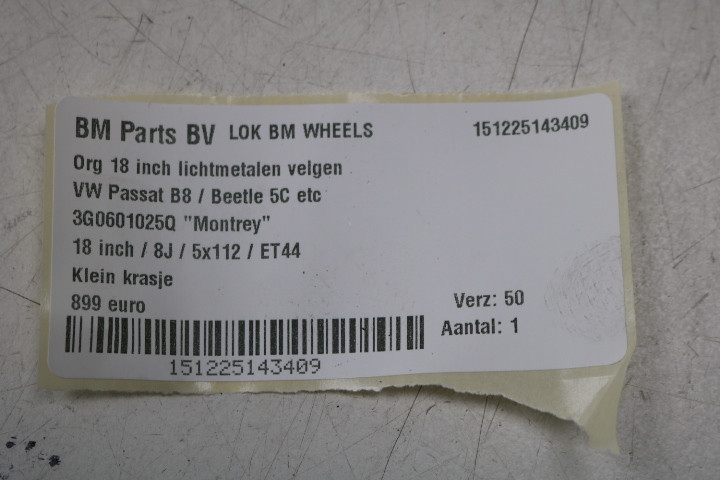 BM Parts BV LOK BM WHEELS 151225143409
Org 18 inch lichtmetalen velgen
VW Passat B8 / Beetle 5C etc
3G0601025Q "Montrey"
18 inch / 8J / 5x112 / ET44
Klein krasje
899 euro
Verz: 50
Aantal: 1
151225143409